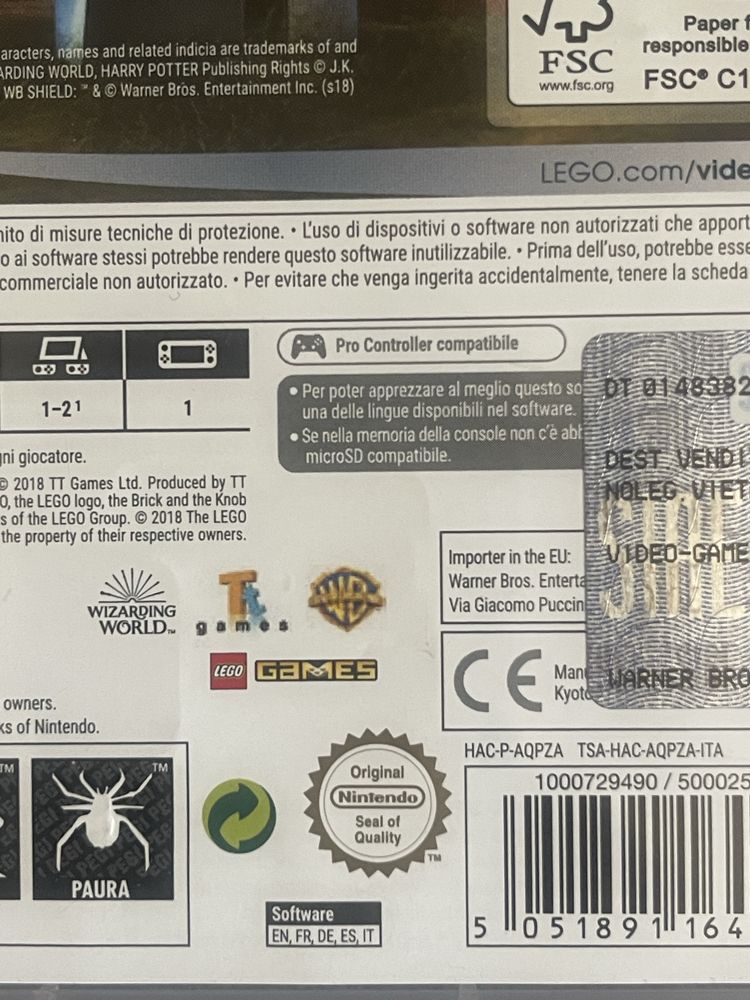 aracters, names and related indicia are trademarks of and
WORLD, HARRY POTTER Publishing Rights © J.K.
WB SHIELD: ™ & © Warner Bros. Entertainment Inc. (s18)
FSC
www.fsc.org
Paper f
responsible
FSC® C1
LEGO.com/vide
nito di misure tecniche di protezione. • L'uso di dispositivi o software non autorizzati che apport
o ai software stessi potrebbe rendere questo software inutilizzabile. • Prima dell'uso, potrebbe esse
commerciale non autorizzato. • Per evitare che venga ingerita accidentalmente, tenere la scheda
Pro Controller compatibile
1-2¹
1
• Per poter apprezzare al meglio questo so
una delle lingue disponibili nel software.
• Se nella memoria della console non c'è abb
microSD compatibile.
DT 0148382
DEST VENDI
NOLEG.VIET
VIDEO-GAME
WARNER BRO
gni giocatore.
© 2018 TT Games Ltd. Produced by TT
O, the LEGO logo, the Brick and the Knob
s of the LEGO Group. © 2018 The LEGO
the property of their respective owners.
Importer in the EU:
Warner Bros. Enterta
Via Giacomo Puccin
WIZARDING
WORLD™
TT
games
WB
LEGO GAMES
CE
Man
Kyoto
owners.
ks of Nintendo.
HAC-P-AQPZA TSA-HAC-AQPZA-ITA
TM
TM
PAURA
Original
Nintendo
Seal of
Quality
TM
1000729490 / 500025
5 051891 164
Software
EN, FR, DE, ES, IT